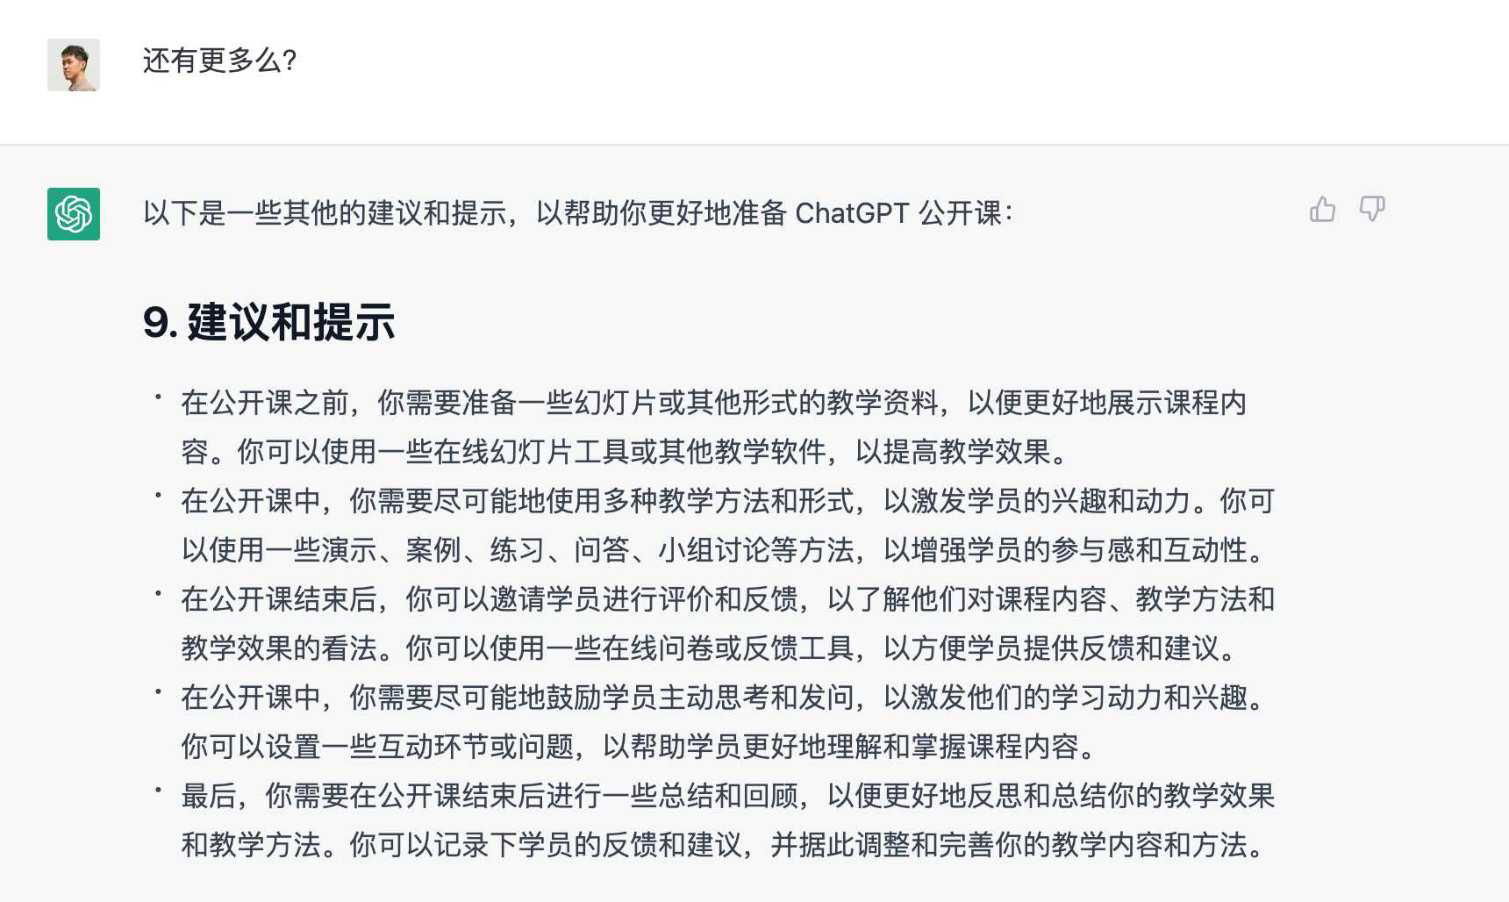 还有更多么?
以下是一些其他的建议和提示，以帮助你更好地准备 ChatGPT 公开课：
9. 建议和提示
• 在公开课之前，你需要准备一些幻灯片或其他形式的教学资料，以便更好地展示课程内
容。你可以使用一些在线幻灯片工具或其他教学软件，以提高教学效果。
• 在公开课中，你需要尽可能地使用多种教学方法和形式，以激发学员的兴趣和动力。你可
以使用一些演示、案例、练习、问答、小组讨论等方法，以增强学员的参与感和互动性。
• 在公开课结束后，你可以邀请学员进行评价和反馈，以了解他们对课程内容、教学方法和
教学效果的看法。你可以使用一些在线问卷或反馈工具，以方便学员提供反馈和建议。
• 在公开课中，你需要尽可能地鼓励学员主动思考和发问，以激发他们的学习动力和兴趣。
你可以设置一些互动环节或问题，以帮助学员更好地理解和掌握课程内容。
• 最后，你需要在公开课结束后进行一些总结和回顾，以便更好地反思和总结你的教学效果
和教学方法。你可以记录下学员的反馈和建议，并据此调整和完善你的教学内容和方法。